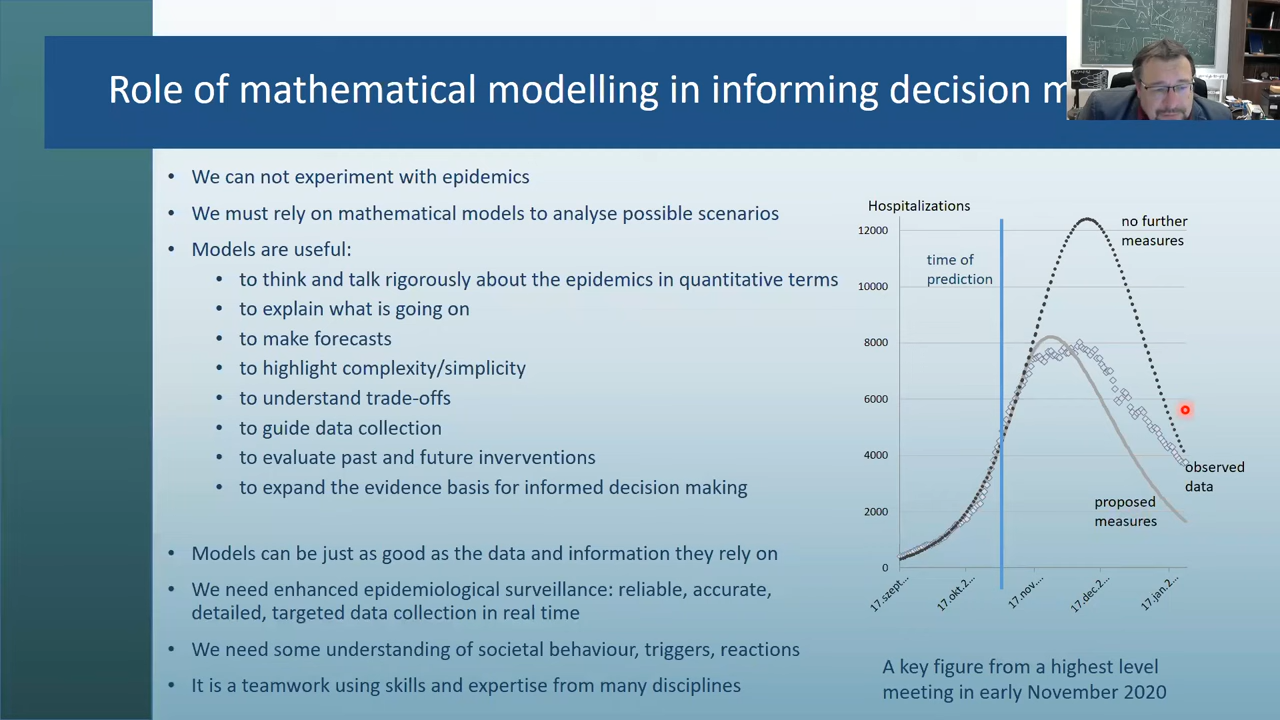 Role of mathematical modelling in informing decision m
• We can not experiment with epidemics
• We must rely on mathematical models to analyse possible scenarios
• Models are useful:
• to think and talk rigorously about the epidemics in quantitative terms
• to explain what is going on
• to make forecasts
• to highlight complexity/simplicity
• to understand trade-offs
• to guide data collection
• to evaluate past and future inverventions
• to expand the evidence basis for informed decision making
• Models can be just as good as the data and information they rely on
• We need enhanced epidemiological surveillance: reliable, accurate,
detailed, targeted data collection in real time
• We need some understanding of societal behaviour, triggers, reactions
• It is a teamwork using skills and expertise from many disciplines
Hospitalizations
12000
10000
8000
6000
4000
2000
0
time of
prediction
no further
measures
observed
data
proposed
measures
17.szept...
17.okt.2...
17.nov....
17.dec.2...
17.jan.2...
A key figure from a highest level
meeting in early November 2020